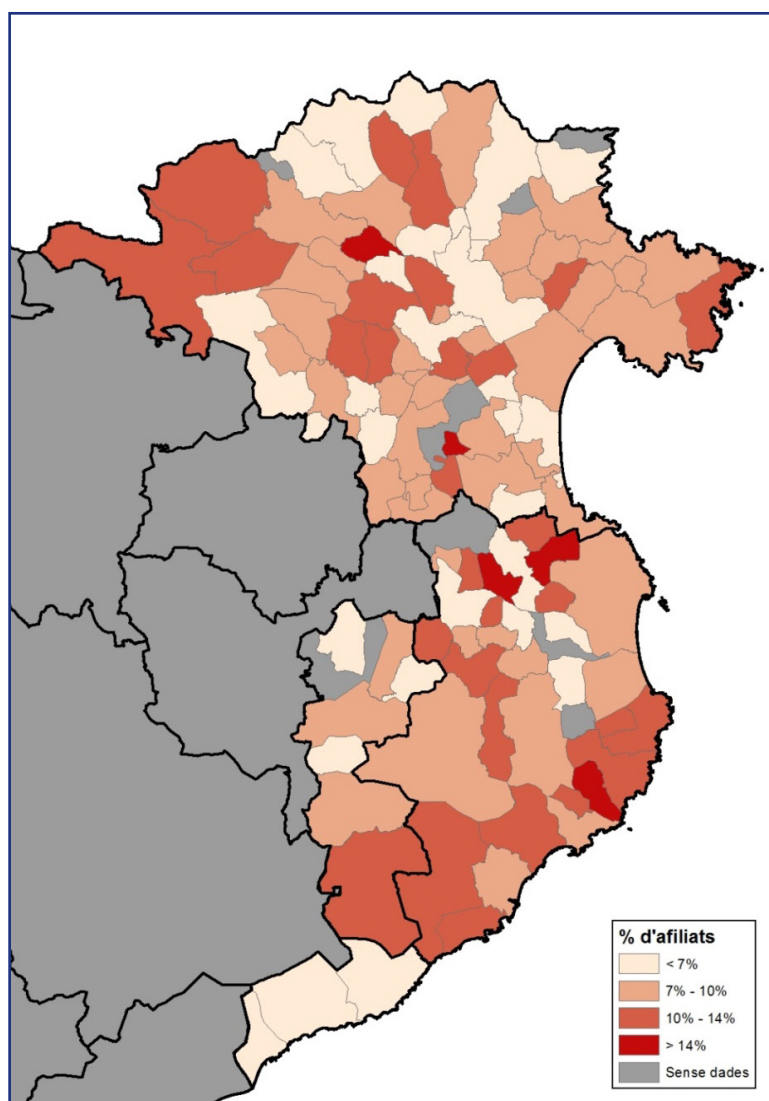 % d'afiliats
< 7%
7% - 10%
10% - 14%
> 14%
Sense dades